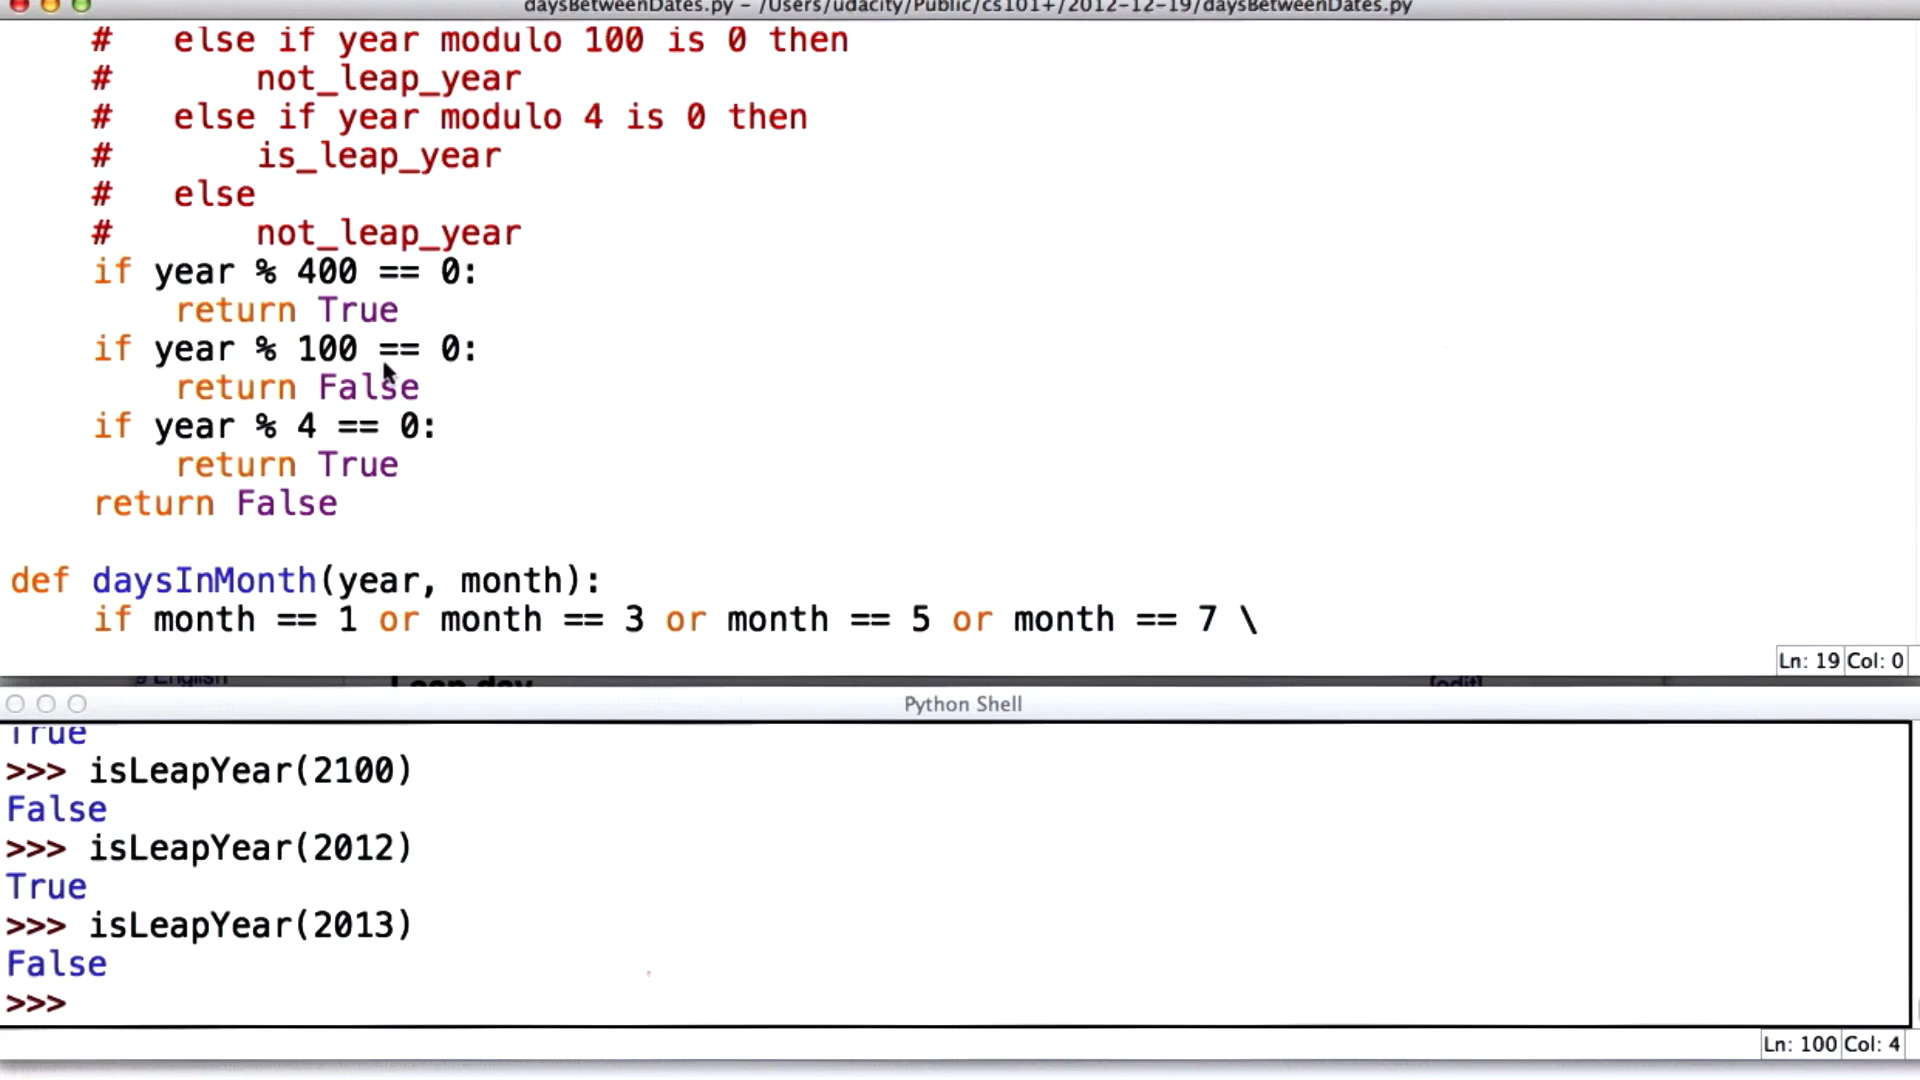 daysBetweenDates.py - /Users/udacity/Public/cs101+/2012-12-19/daysBetweenDates.py
#   else if year modulo 100 is 0 then
#       not_leap_year
#   else if year modulo 4 is 0 then
#       is_leap_year
#   else
#       not_leap_year
if year % 400 == 0:
return True
if year % 100 == 0:
return False
if year % 4 == 0:
return True
return False
def daysInMonth(year, month):
if month == 1 or month == 3 or month == 5 or month == 7 \
Ln: 19 Col: 0
English
Leap day
[edit]
Python Shell
True
>>> isLeapYear(2100)
False
>>> isLeapYear(2012)
True
>>> isLeapYear(2013)
False
>>>
Ln: 100 Col: 4